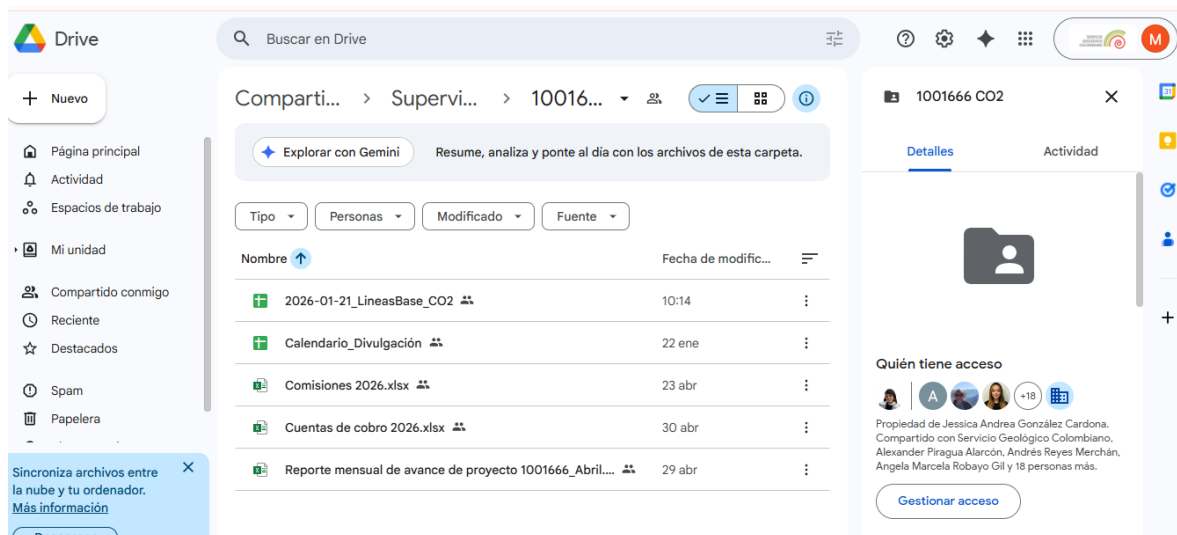 Drive
Buscar en Drive
M
Nuevo
Página principal
Actividad
Espacios de trabajo
Mi unidad
Compartido conmigo
Reciente
Destacados
Spam
Papelera
Sincroniza archivos entre
la nube y tu ordenador.
Más información
Comparti... > Supervi... > 10016...
Explorar con Gemini
Resume, analiza y ponte al día con los archivos de esta carpeta.
Tipo
Personas
Modificado
Fuente
Nombre
Fecha de modific...
2026-01-21_LineasBase_CO2
10:14
Calendario_Divulgación
22 ene
Comisiones 2026.xlsx
23 abr
Cuentas de cobro 2026.xlsx
30 abr
Reporte mensual de avance de proyecto 1001666_Abril....
29 abr
1001666 CO2
Detalles
Actividad
Quién tiene acceso
A
+18
Propiedad de Jessica Andrea González Cardona.
Compartido con Servicio Geológico Colombiano,
Alexander Piragua Alarcón, Andrés Reyes Merchán,
Angela Marcela Robayo Gil y 18 personas más.
Gestionar acceso
31